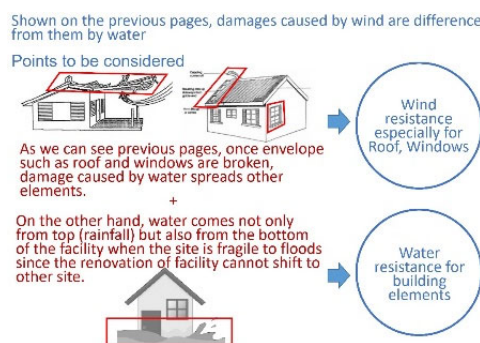 Shown on the previous pages, damages caused by wind are difference
from them by water
Points to be considered
Wind
resistance
especially for
Roof, Windows
As we can see previous pages, once envelope
such as roof and windows are broken,
damage caused by water spreads other
elements.
+
On the other hand, water comes not only
from top (rainfall) but also from the bottom
of the facility when the site is fragile to floods
since the renovation of facility cannot shift to
other site.
Water
resistance for
building
elements